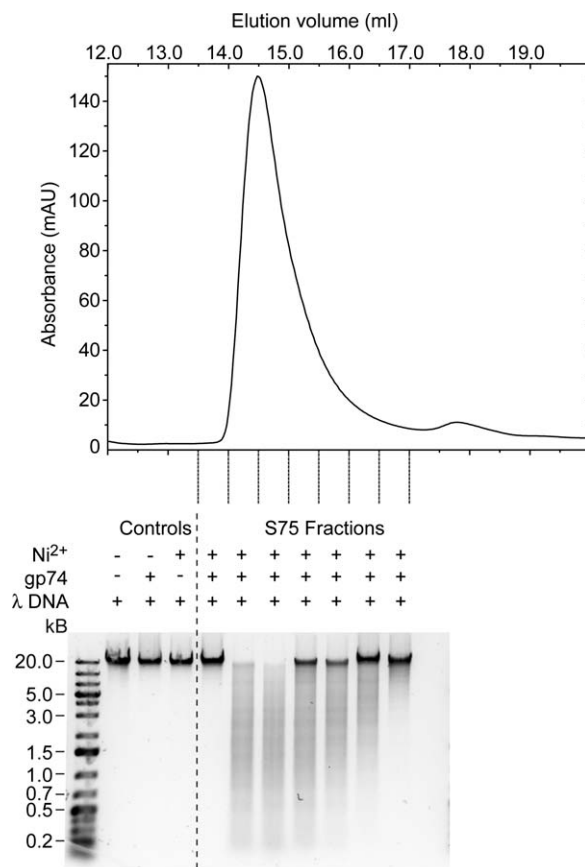 Elution volume (ml)
12.0 13.0 14.0 15.0 16.0 17.0 18.0 19.0
Absorbance (mAU)
140
120
100
80
60
40
20
0
Controls S75 Fractions
Ni²⁺ - - + + + + + + + +
gp74 - + - + + + + + + +
λ DNA + + + + + + + + + +
kB
20.0
5.0
3.0
1.5
1.0
0.7
0.5
0.2